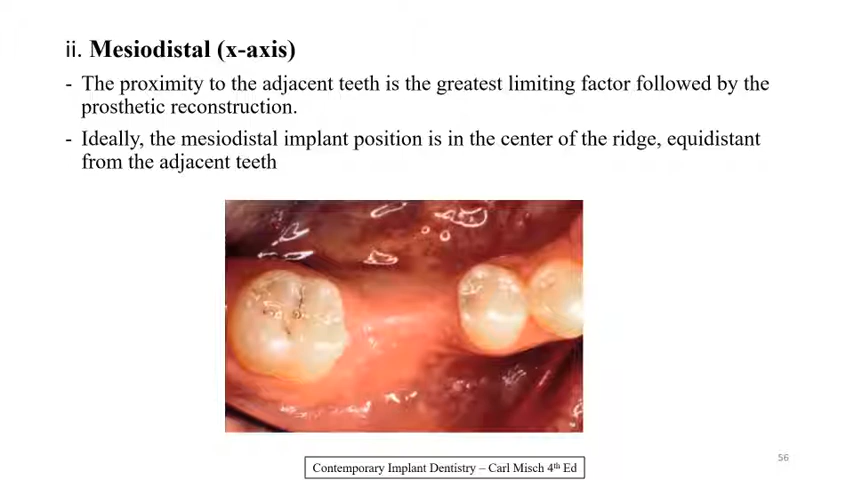 ii. Mesiodistal (x-axis)
- The proximity to the adjacent teeth is the greatest limiting factor followed by the
prosthetic reconstruction.
- Ideally, the mesiodistal implant position is in the center of the ridge, equidistant
from the adjacent teeth
Contemporary Implant Dentistry – Carl Misch 4th Ed
56